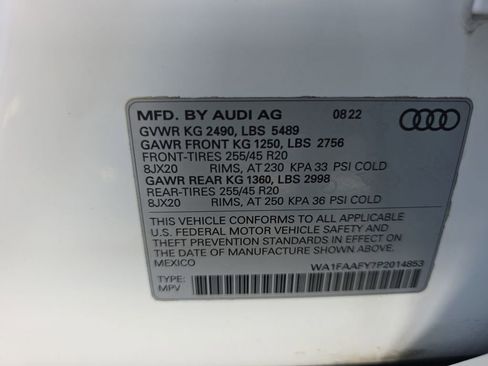 MFD. BY AUDI AG 08 22
GVWR KG 2490, LBS 5489
GAWR FRONT KG 1250, LBS 2756
FRONT-TIRES 255/45 R20
8JX20 RIMS, AT 230 KPA 33 PSI COLD
GAWR REAR KG 1360, LBS 2998
REAR-TIRES 255/45 R20
8JX20 RIMS, AT 250 KPA 36 PSI COLD
THIS VEHICLE CONFORMS TO ALL APPLICABLE
U.S. FEDERAL MOTOR VEHICLE SAFETY AND
THEFT PREVENTION STANDARDS IN EFFECT ON
THE DATE OF MANUFACTURE SHOWN ABOVE.
MEXICO
WA1FAAFY7P2014853
TYPE:
MPV